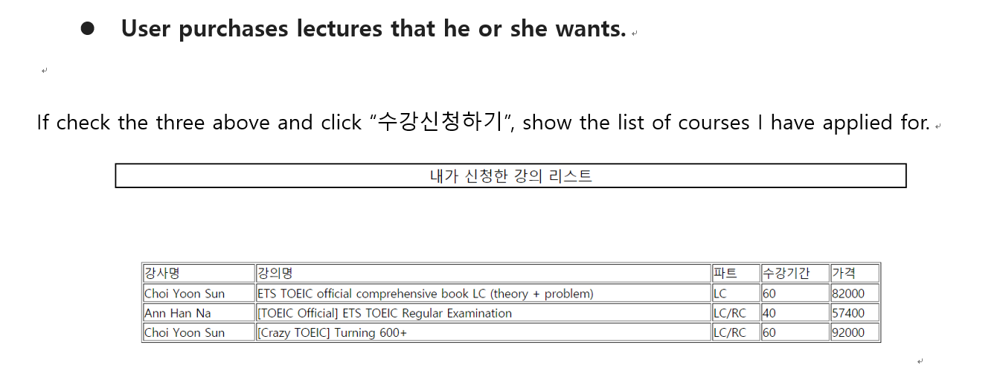 ● User purchases lectures that he or she wants.
If check the three above and click “수강신청하기”, show the list of courses I have applied for.
내가 신청한 강의 리스트
강사명 강의명 파트 수강기간 가격
Choi Yoon Sun ETS TOEIC official comprehensive book LC (theory + problem) LC 60 82000
Ann Han Na [TOEIC Official] ETS TOEIC Regular Examination LC/RC 40 57400
Choi Yoon Sun [Crazy TOEIC] Turning 600+ LC/RC 60 92000